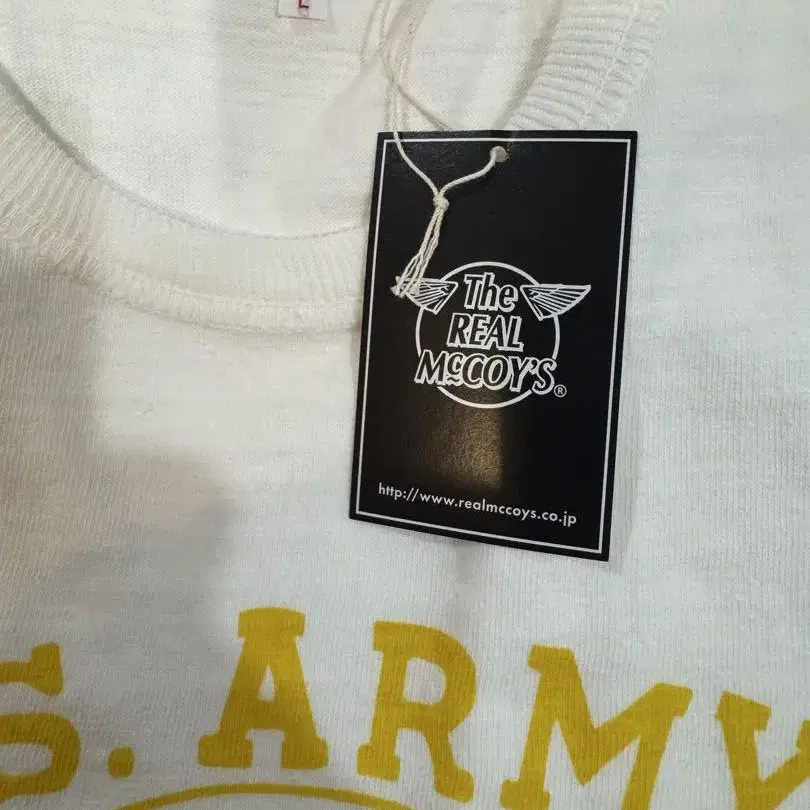 L
The
REAL
McCOY'S®
http://www.realmccoys.co.jp
S. ARMY